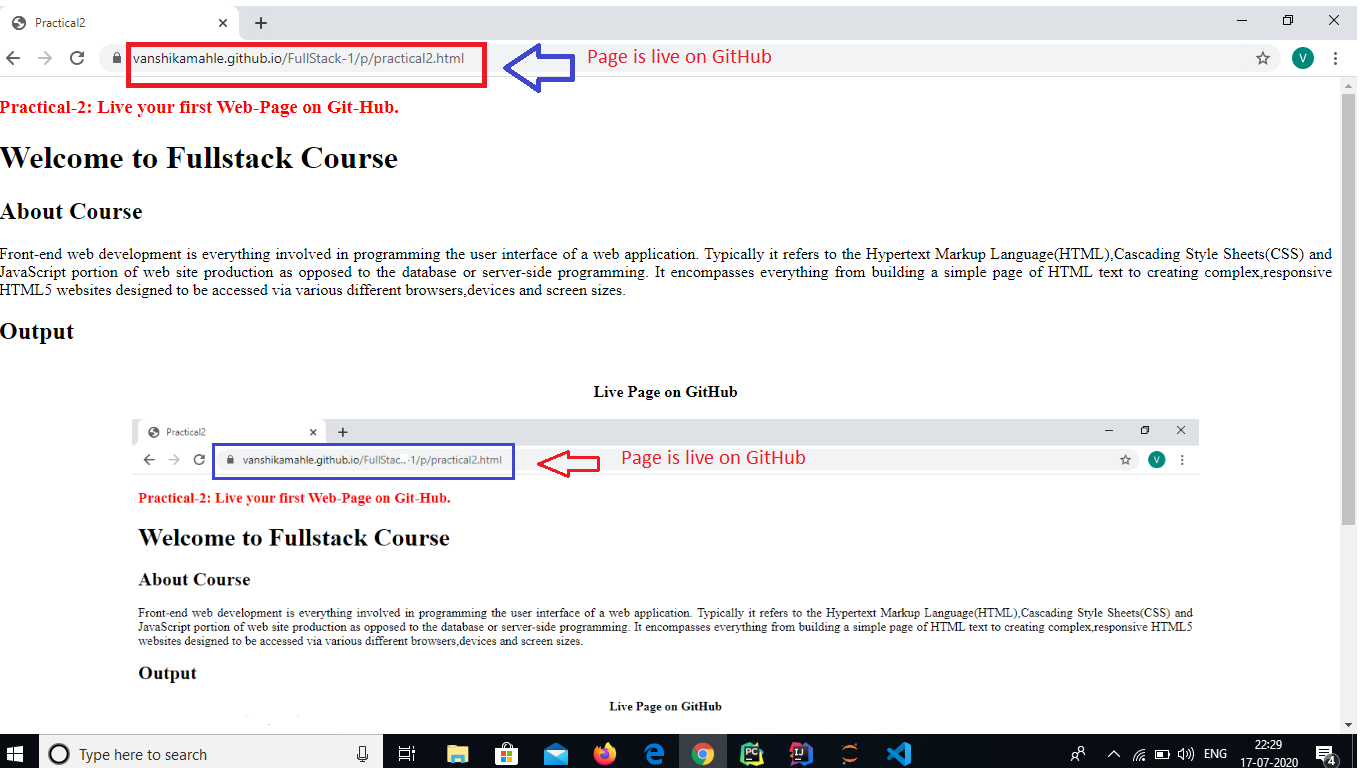 Practical2
vanshikamahle.github.io/FullStack-1/p/practical2.html
Page is live on GitHub
V
Practical-2: Live your first Web-Page on Git-Hub.
Welcome to Fullstack Course
About Course
Front-end web development is everything involved in programming the user interface of a web application. Typically it refers to the Hypertext Markup Language(HTML),Cascading Style Sheets(CSS) and
JavaScript portion of web site production as opposed to the database or server-side programming. It encompasses everything from building a simple page of HTML text to creating complex,responsive
HTML5 websites designed to be accessed via various different browsers,devices and screen sizes.
Output
Live Page on GitHub
Practical2
vanshikamahle.github.io/FullStac...-1/p/practical2.html
Page is live on GitHub
V
Practical-2: Live your first Web-Page on Git-Hub.
Welcome to Fullstack Course
About Course
Front-end web development is everything involved in programming the user interface of a web application. Typically it refers to the Hypertext Markup Language(HTML),Cascading Style Sheets(CSS) and
JavaScript portion of web site production as opposed to the database or server-side programming. It encompasses everything from building a simple page of HTML text to creating complex,responsive HTML5
websites designed to be accessed via various different browsers,devices and screen sizes.
Output
Live Page on GitHub
Type here to search
PC
IJ
ENG
22:29
17-07-2020
4